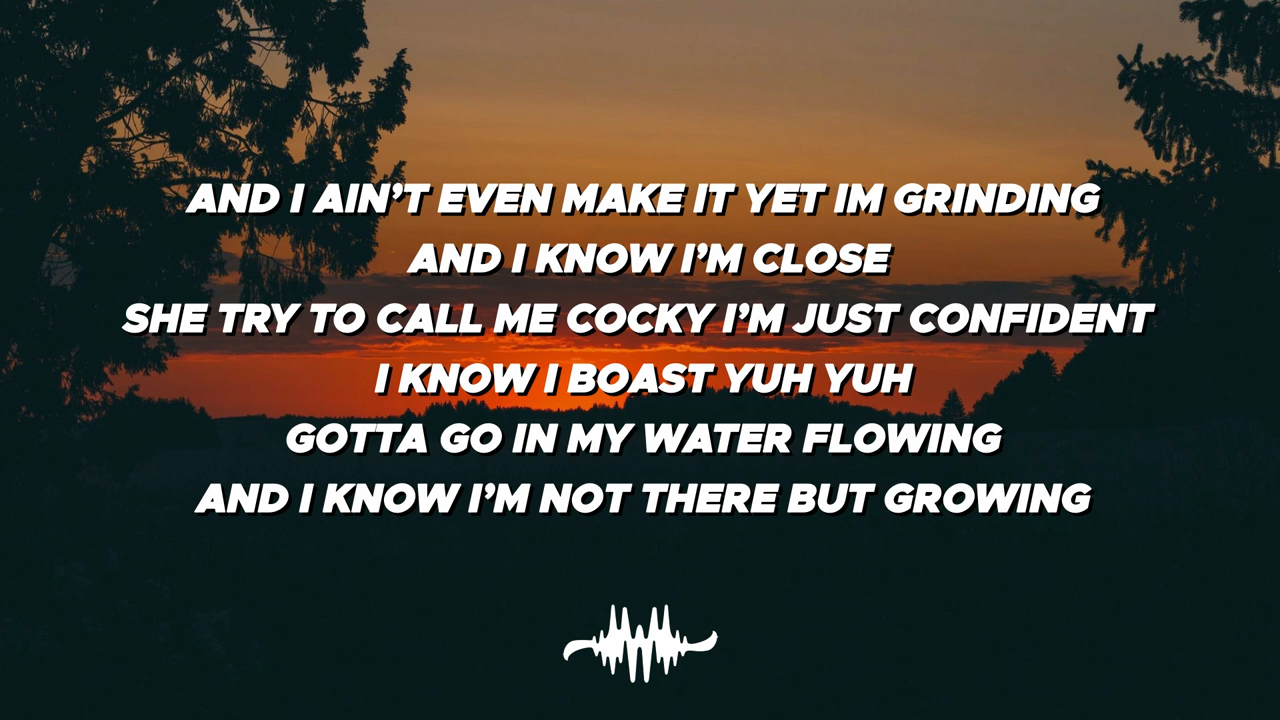 AND I AIN'T EVEN MAKE IT YET IM GRINDING
AND I KNOW I'M CLOSE
SHE TRY TO CALL ME COCKY I'M JUST CONFIDENT
I KNOW I BOAST YUH YUH
GOTTA GO IN MY WATER FLOWING
AND I KNOW I'M NOT THERE BUT GROWING